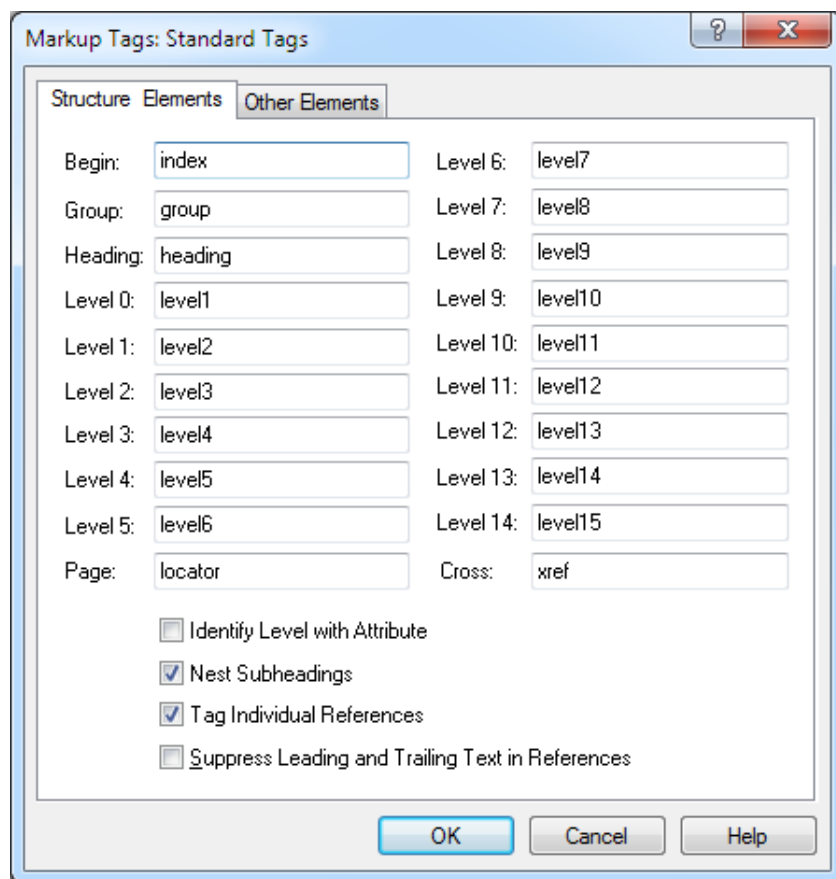 Markup Tags: Standard Tags
?
X
Structure Elements
Other Elements
Begin: index
Group: group
Heading: heading
Level 0: level1
Level 1: level2
Level 2: level3
Level 3: level4
Level 4: level5
Level 5: level6
Page: locator
Level 6: level7
Level 7: level8
Level 8: level9
Level 9: level10
Level 10: level11
Level 11: level12
Level 12: level13
Level 13: level14
Level 14: level15
Cross: xref
Identify Level with Attribute
Nest Subheadings
Tag Individual References
Suppress Leading and Trailing Text in References
OK
Cancel
Help